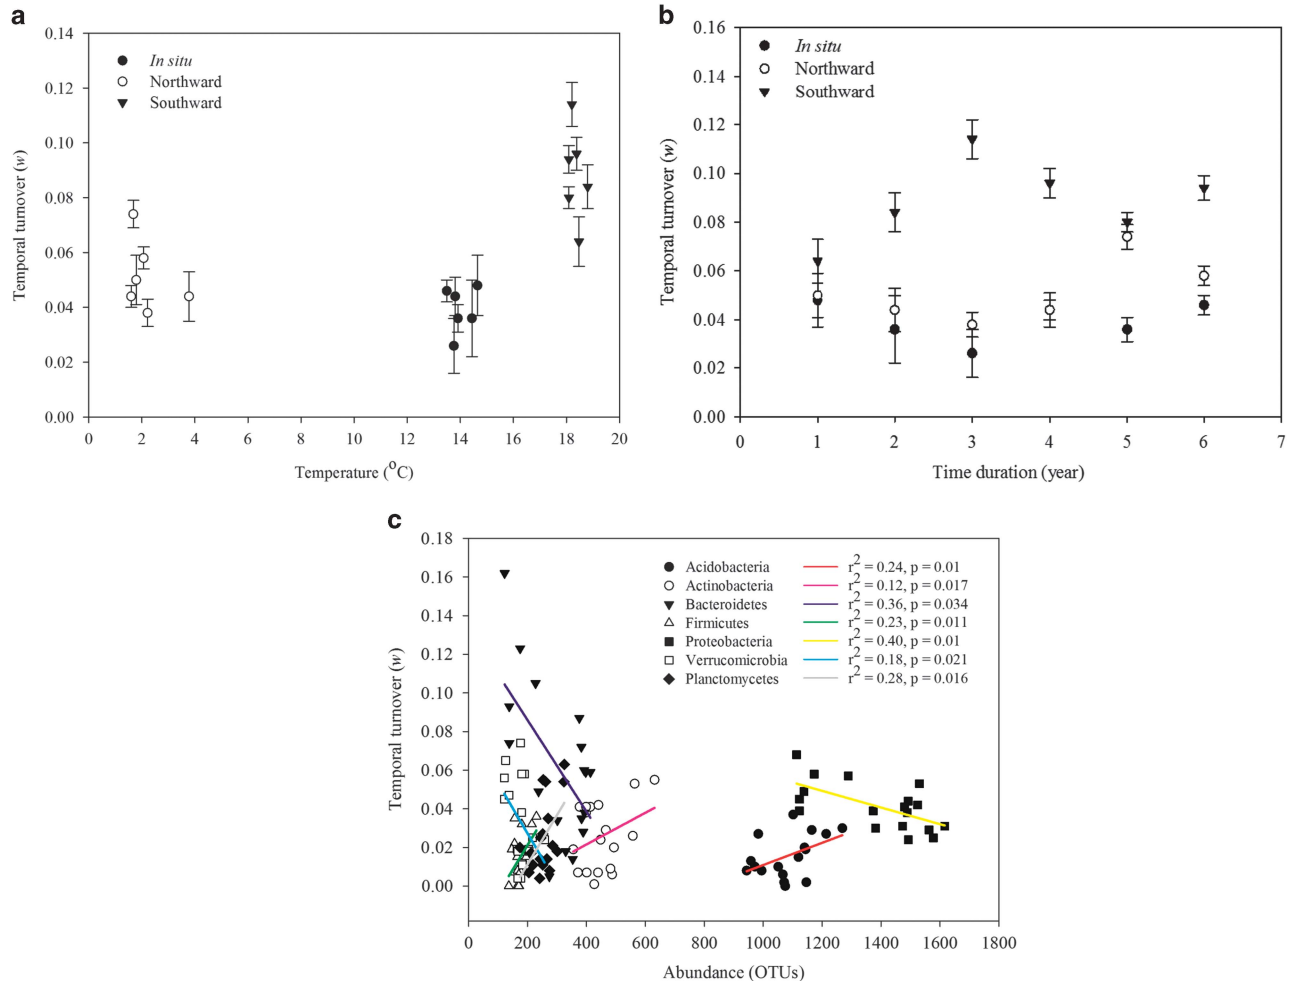 a
0.14
0.12
0.10
0.08
0.06
0.04
0.02
0.00
Temporal turnover (w)
In situ
Northward
Southward
0 2 4 6 8 10 12 14 16 18 20
Temperature (°C)
b
0.16
0.14
0.12
0.10
0.08
0.06
0.04
0.02
0.00
Temporal turnover (w)
In situ
Northward
Southward
0 1 2 3 4 5 6 7
Time duration (year)
c
0.18
0.16
0.14
0.12
0.10
0.08
0.06
0.04
0.02
0.00
Temporal turnover (w)
Acidobacteria r² = 0.24, p = 0.01
Actinobacteria r² = 0.12, p = 0.017
Bacteroidetes r² = 0.36, p = 0.034
Firmicutes r² = 0.23, p = 0.011
Proteobacteria r² = 0.40, p = 0.01
Verrucomicrobia r² = 0.18, p = 0.021
Planctomycetes r² = 0.28, p = 0.016
0 200 400 600 800 1000 1200 1400 1600 1800
Abundance (OTUs)